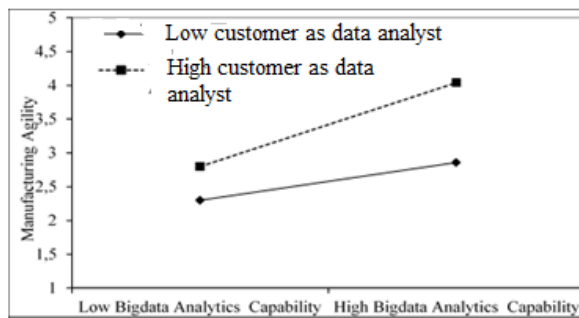 5
Low customer as data analyst
4,5
High customer as data
analyst
4
3,5
3
2,5
2
1,5
1
Manufacturing Agility
Low Bigdata Analytics Capability High Bigdata Analytics Capability